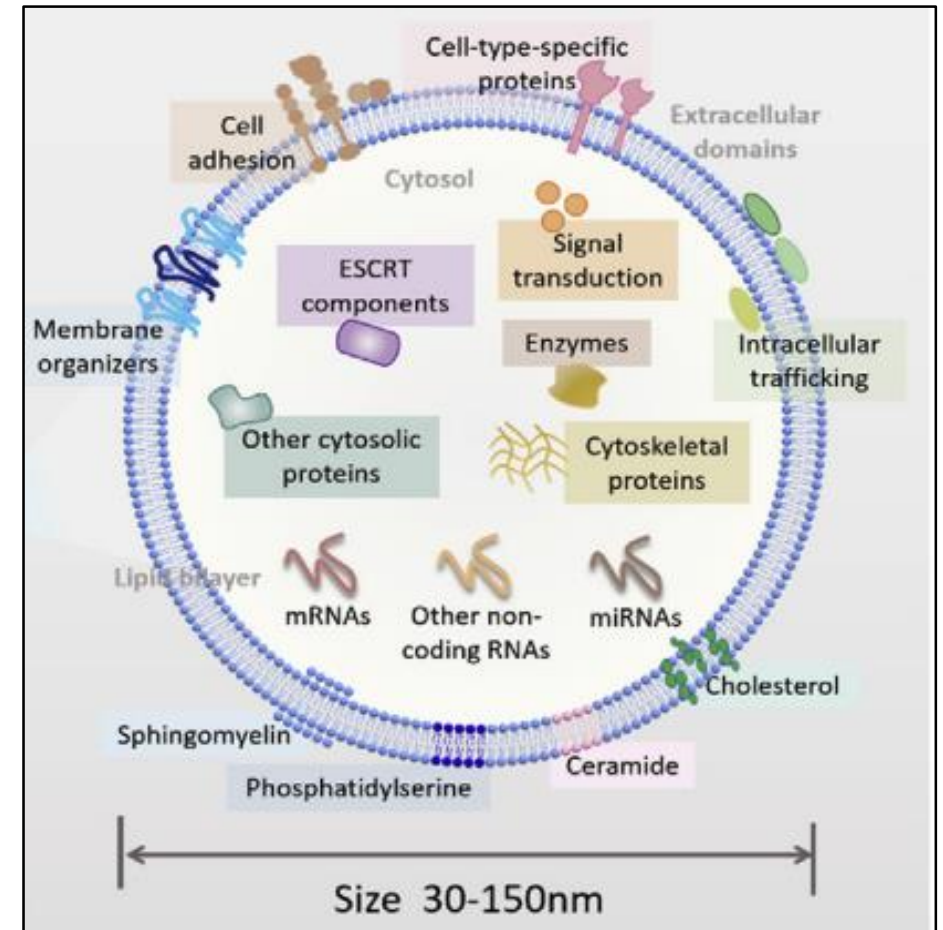 Cell-type-specific
proteins
Cell
adhesion
Extracellular
domains
Cytosol
Signal
transduction
ESCRT
components
Membrane
organizers
Enzymes
Intracellular
trafficking
Other cytosolic
proteins
Cytoskeletal
proteins
Lipid bilayer
mRNAs
Other non-
coding RNAs
miRNAs
Cholesterol
Sphingomyelin
Ceramide
Phosphatidylserine
Size 30-150nm